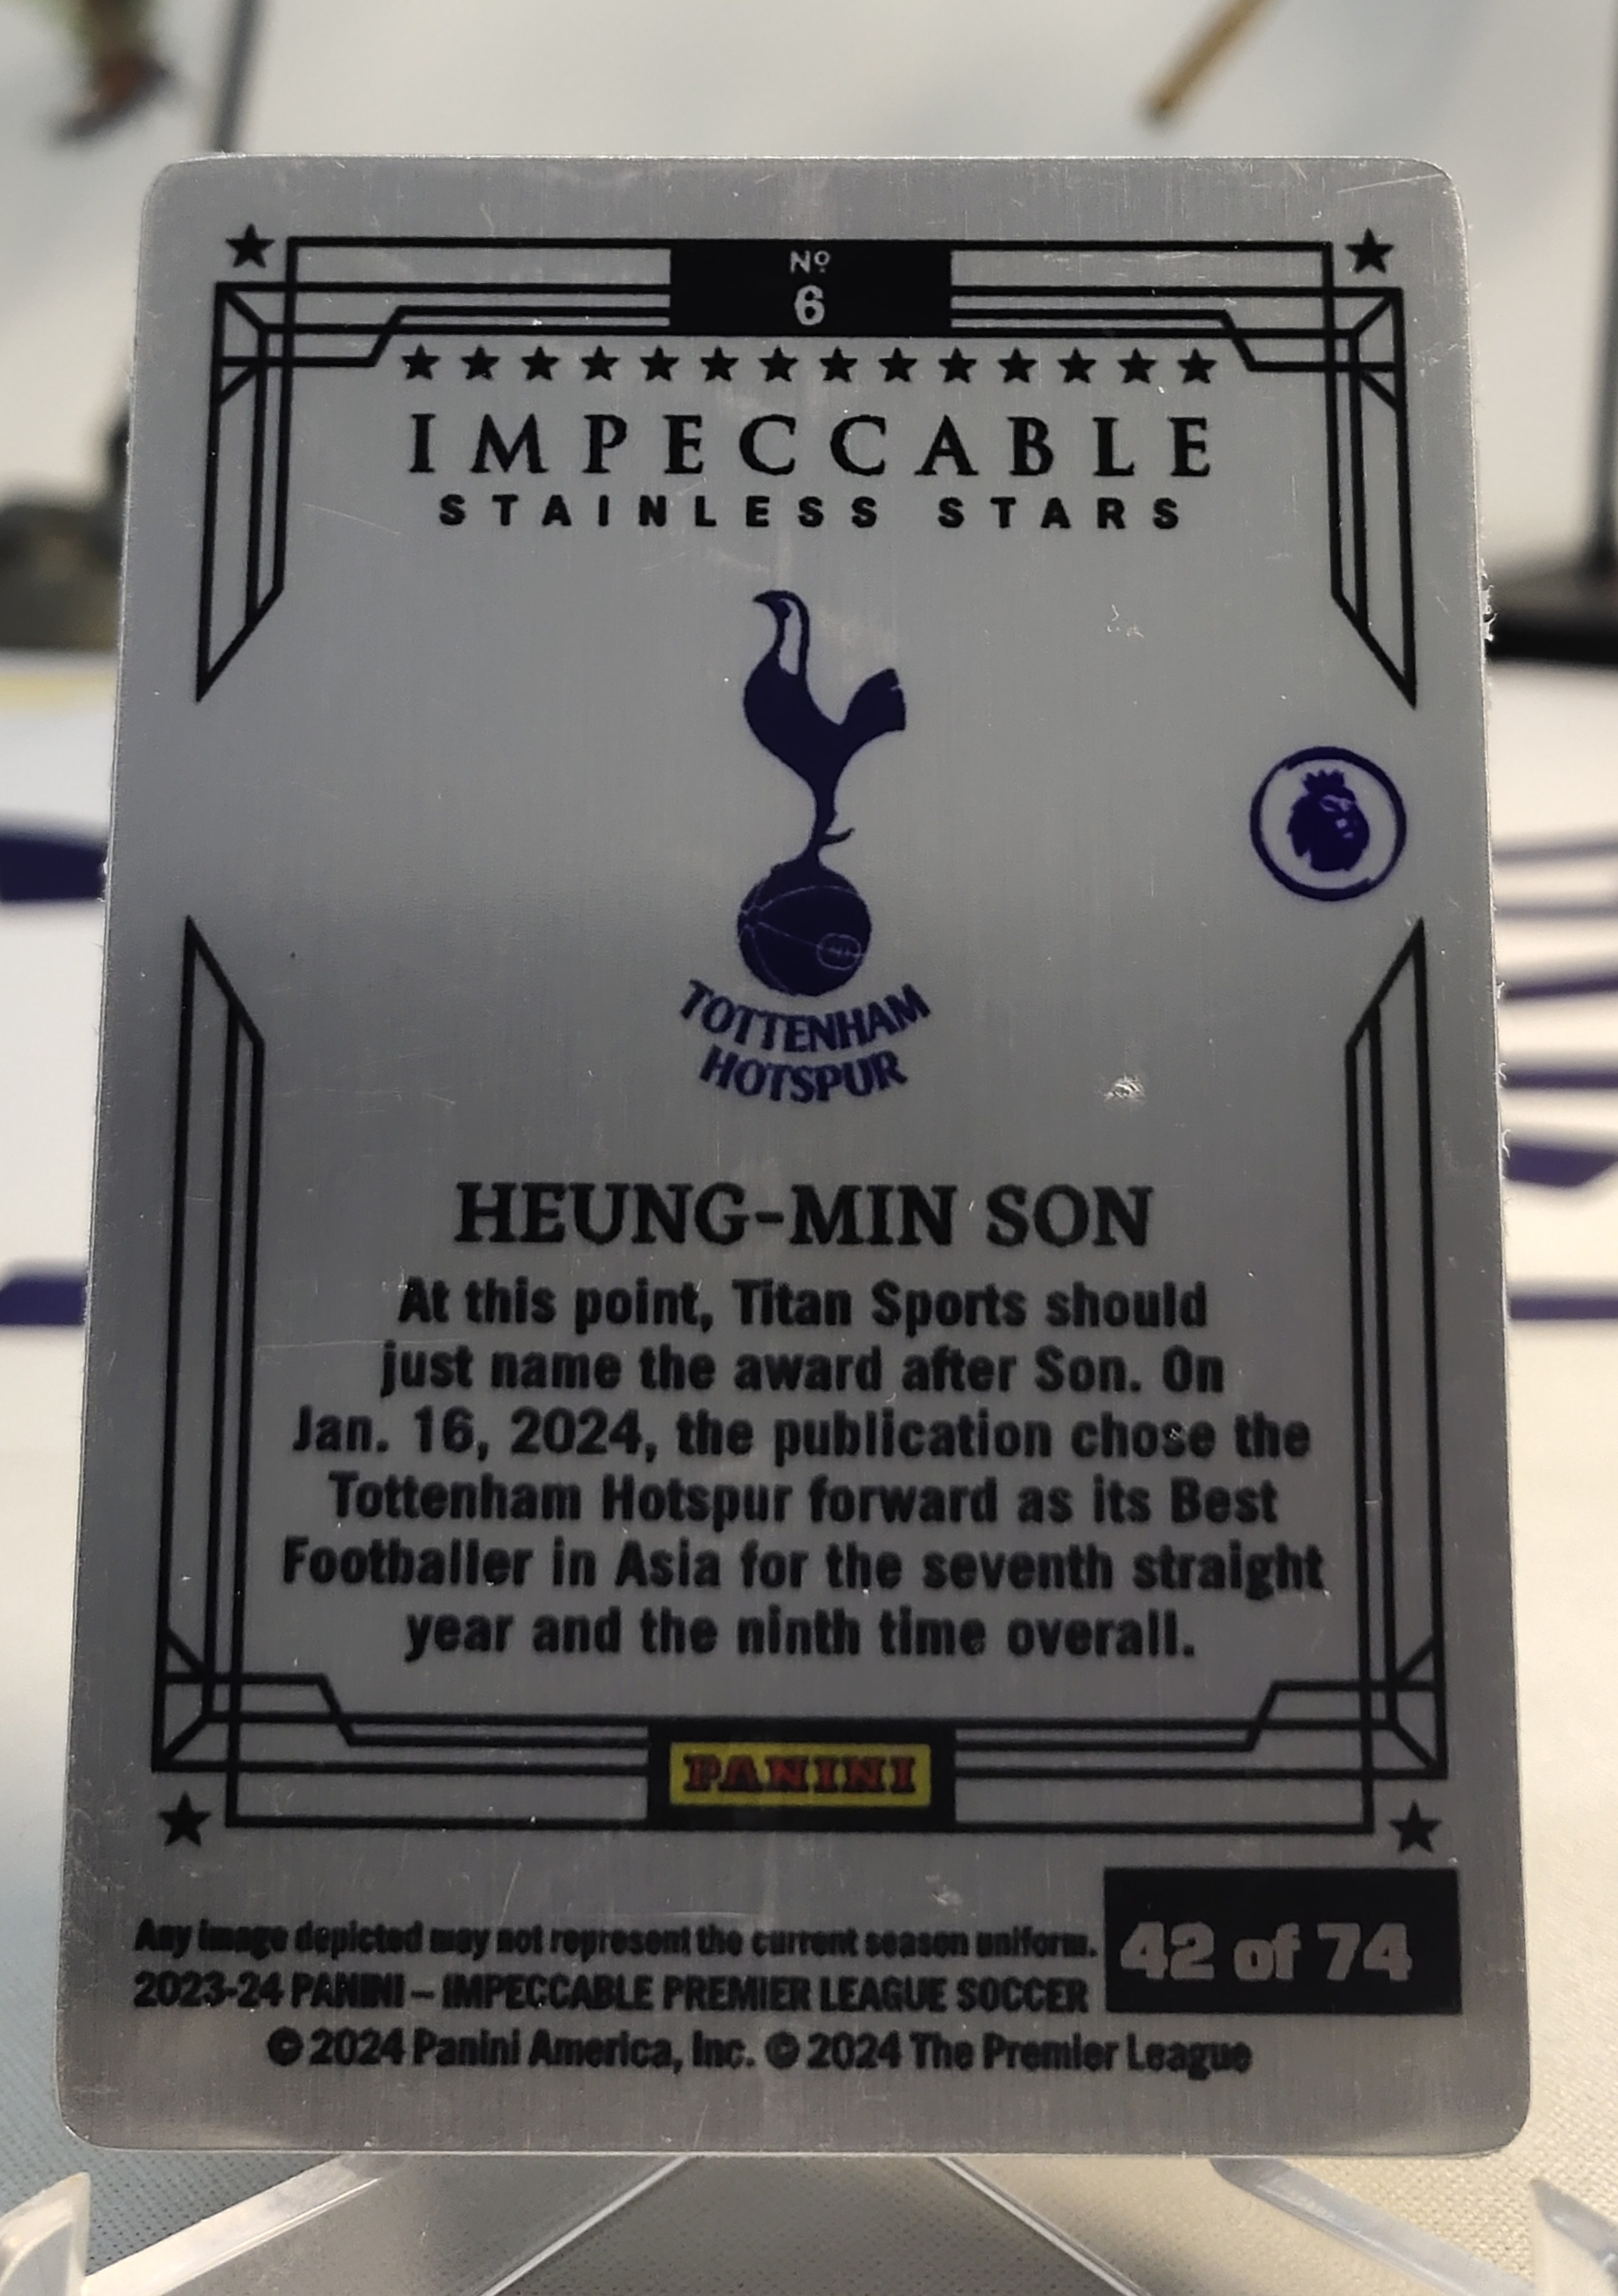 Nº
6
IMPECCABLE
STAINLESS STARS
TOTTENHAM
HOTSPUR
HEUNG-MIN SON
At this point, Titan Sports should
just name the award after Son. On
Jan. 16, 2024, the publication chose the
Tottenham Hotspur forward as its Best
Footballer in Asia for the seventh straight
year and the ninth time overall.
PANINI
Any image depicted may not represent the current season uniform.
2023-24 PANINI – IMPECCABLE PREMIER LEAGUE SOCCER
42 of 74
© 2024 Panini America, Inc. © 2024 The Premier League